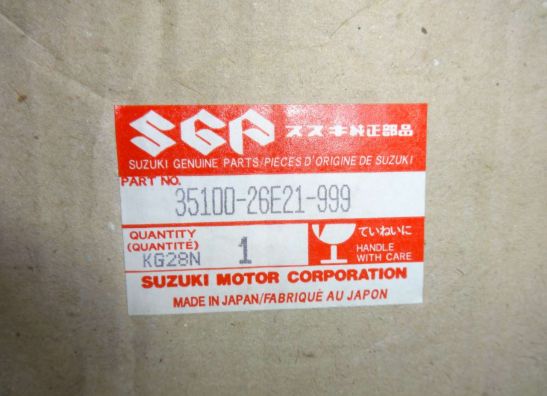 SGP スズキ純正部品
SUZUKI GENUINE PARTS/PIÈCES D'ORIGINE DE SUZUKI
PART NO.
35100-26E21-999
QUANTITY
(QUANTITÉ)
KG28N 1
ていねいに
HANDLE
WITH CARE
SUZUKI MOTOR CORPORATION
MADE IN JAPAN/FABRIQUÉ AU JAPON